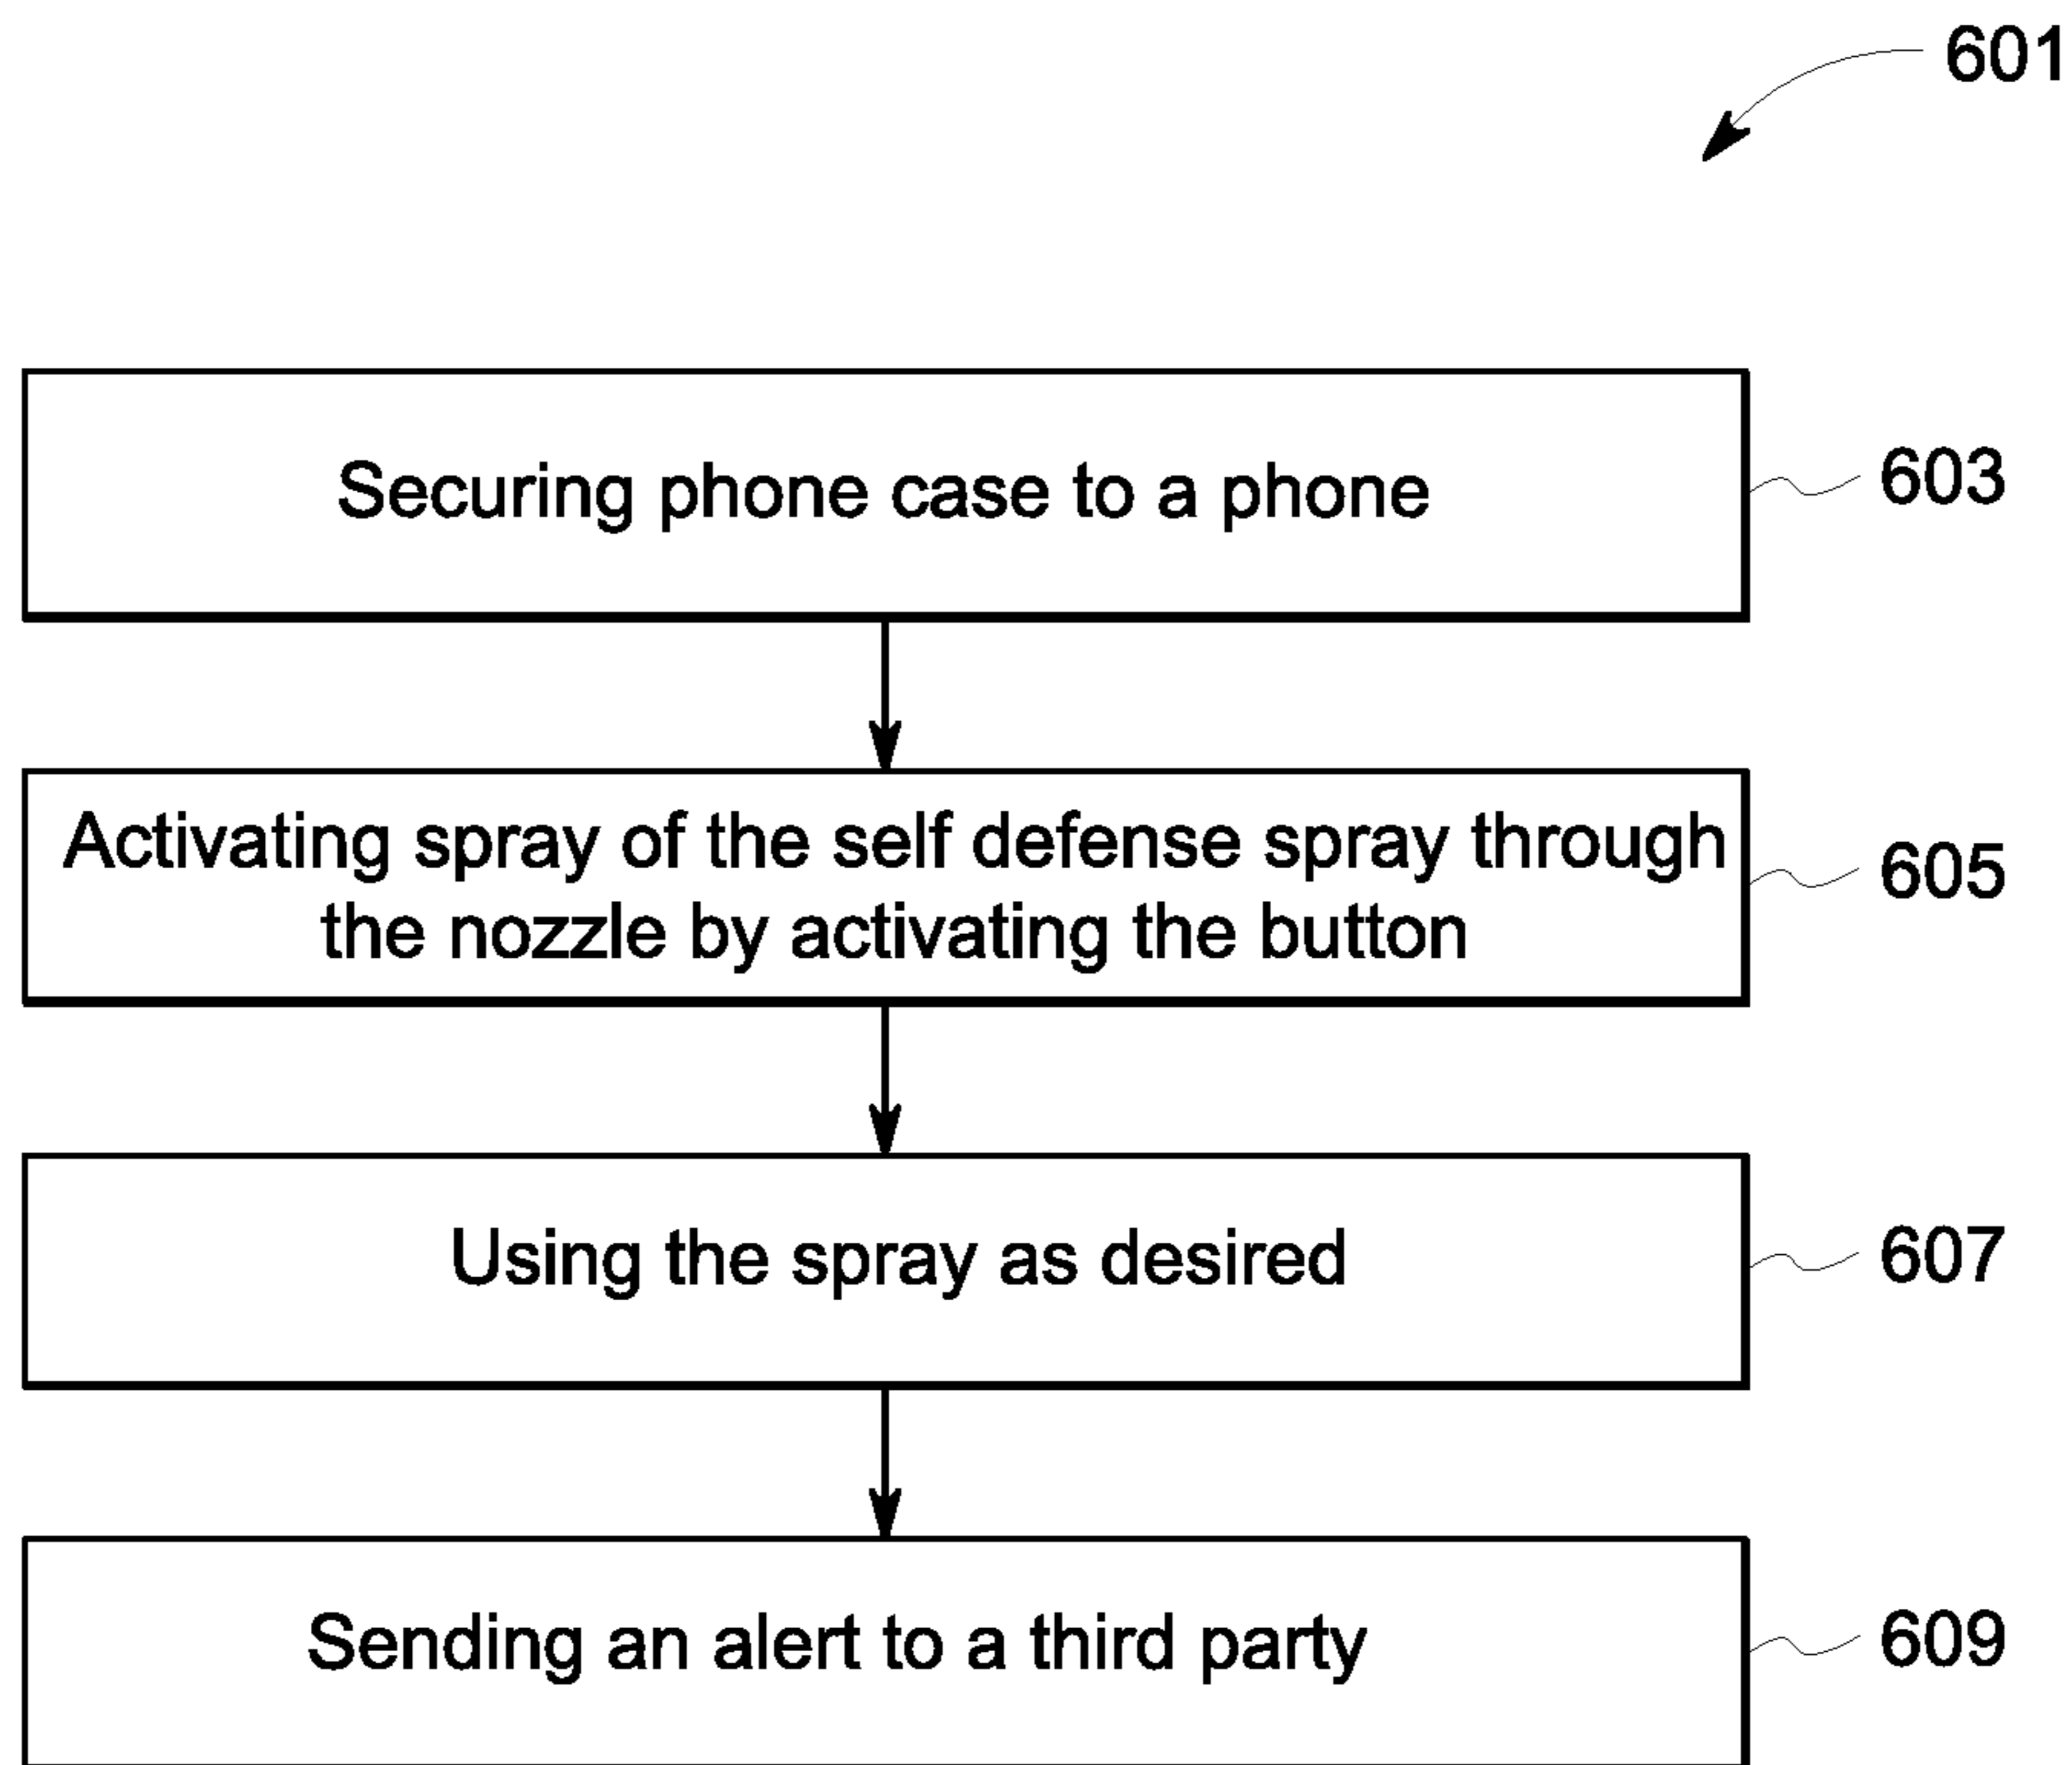 601
Securing phone case to a phone
603
Activating spray of the self defense spray through
the nozzle by activating the button
605
Using the spray as desired
607
Sending an alert to a third party
609